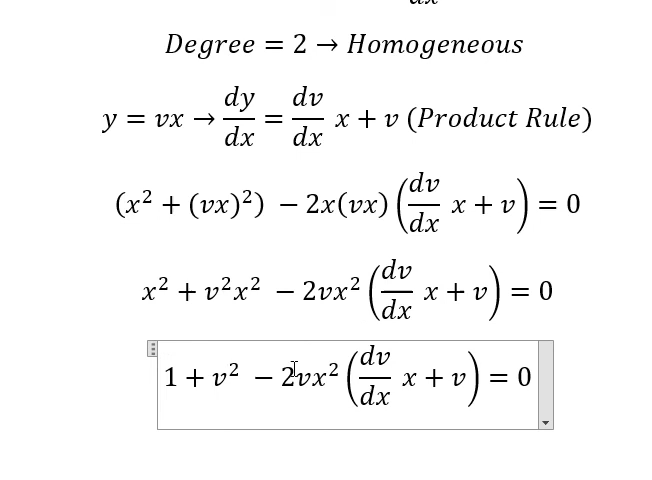 dx
Degree = 2 → Homogeneous
y = vx → dy/dx = dv/dx x + v (Product Rule)
(x² + (vx)²) − 2x(vx) (dv/dx x + v) = 0
x² + v²x² − 2vx² (dv/dx x + v) = 0
1 + v² − 2vx² (dv/dx x + v) = 0